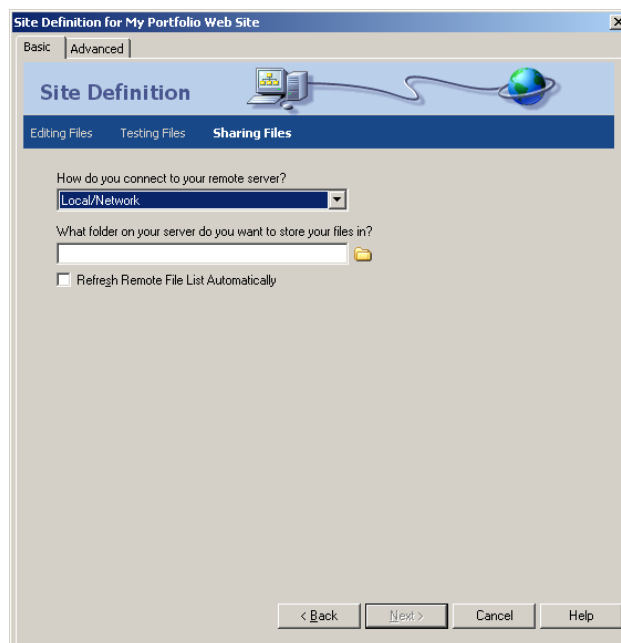 Site Definition for My Portfolio Web Site
Basic Advanced
Site Definition
Editing Files Testing Files Sharing Files
How do you connect to your remote server?
Local/Network
What folder on your server do you want to store your files in?
Refresh Remote File List Automatically
< Back Next > Cancel Help